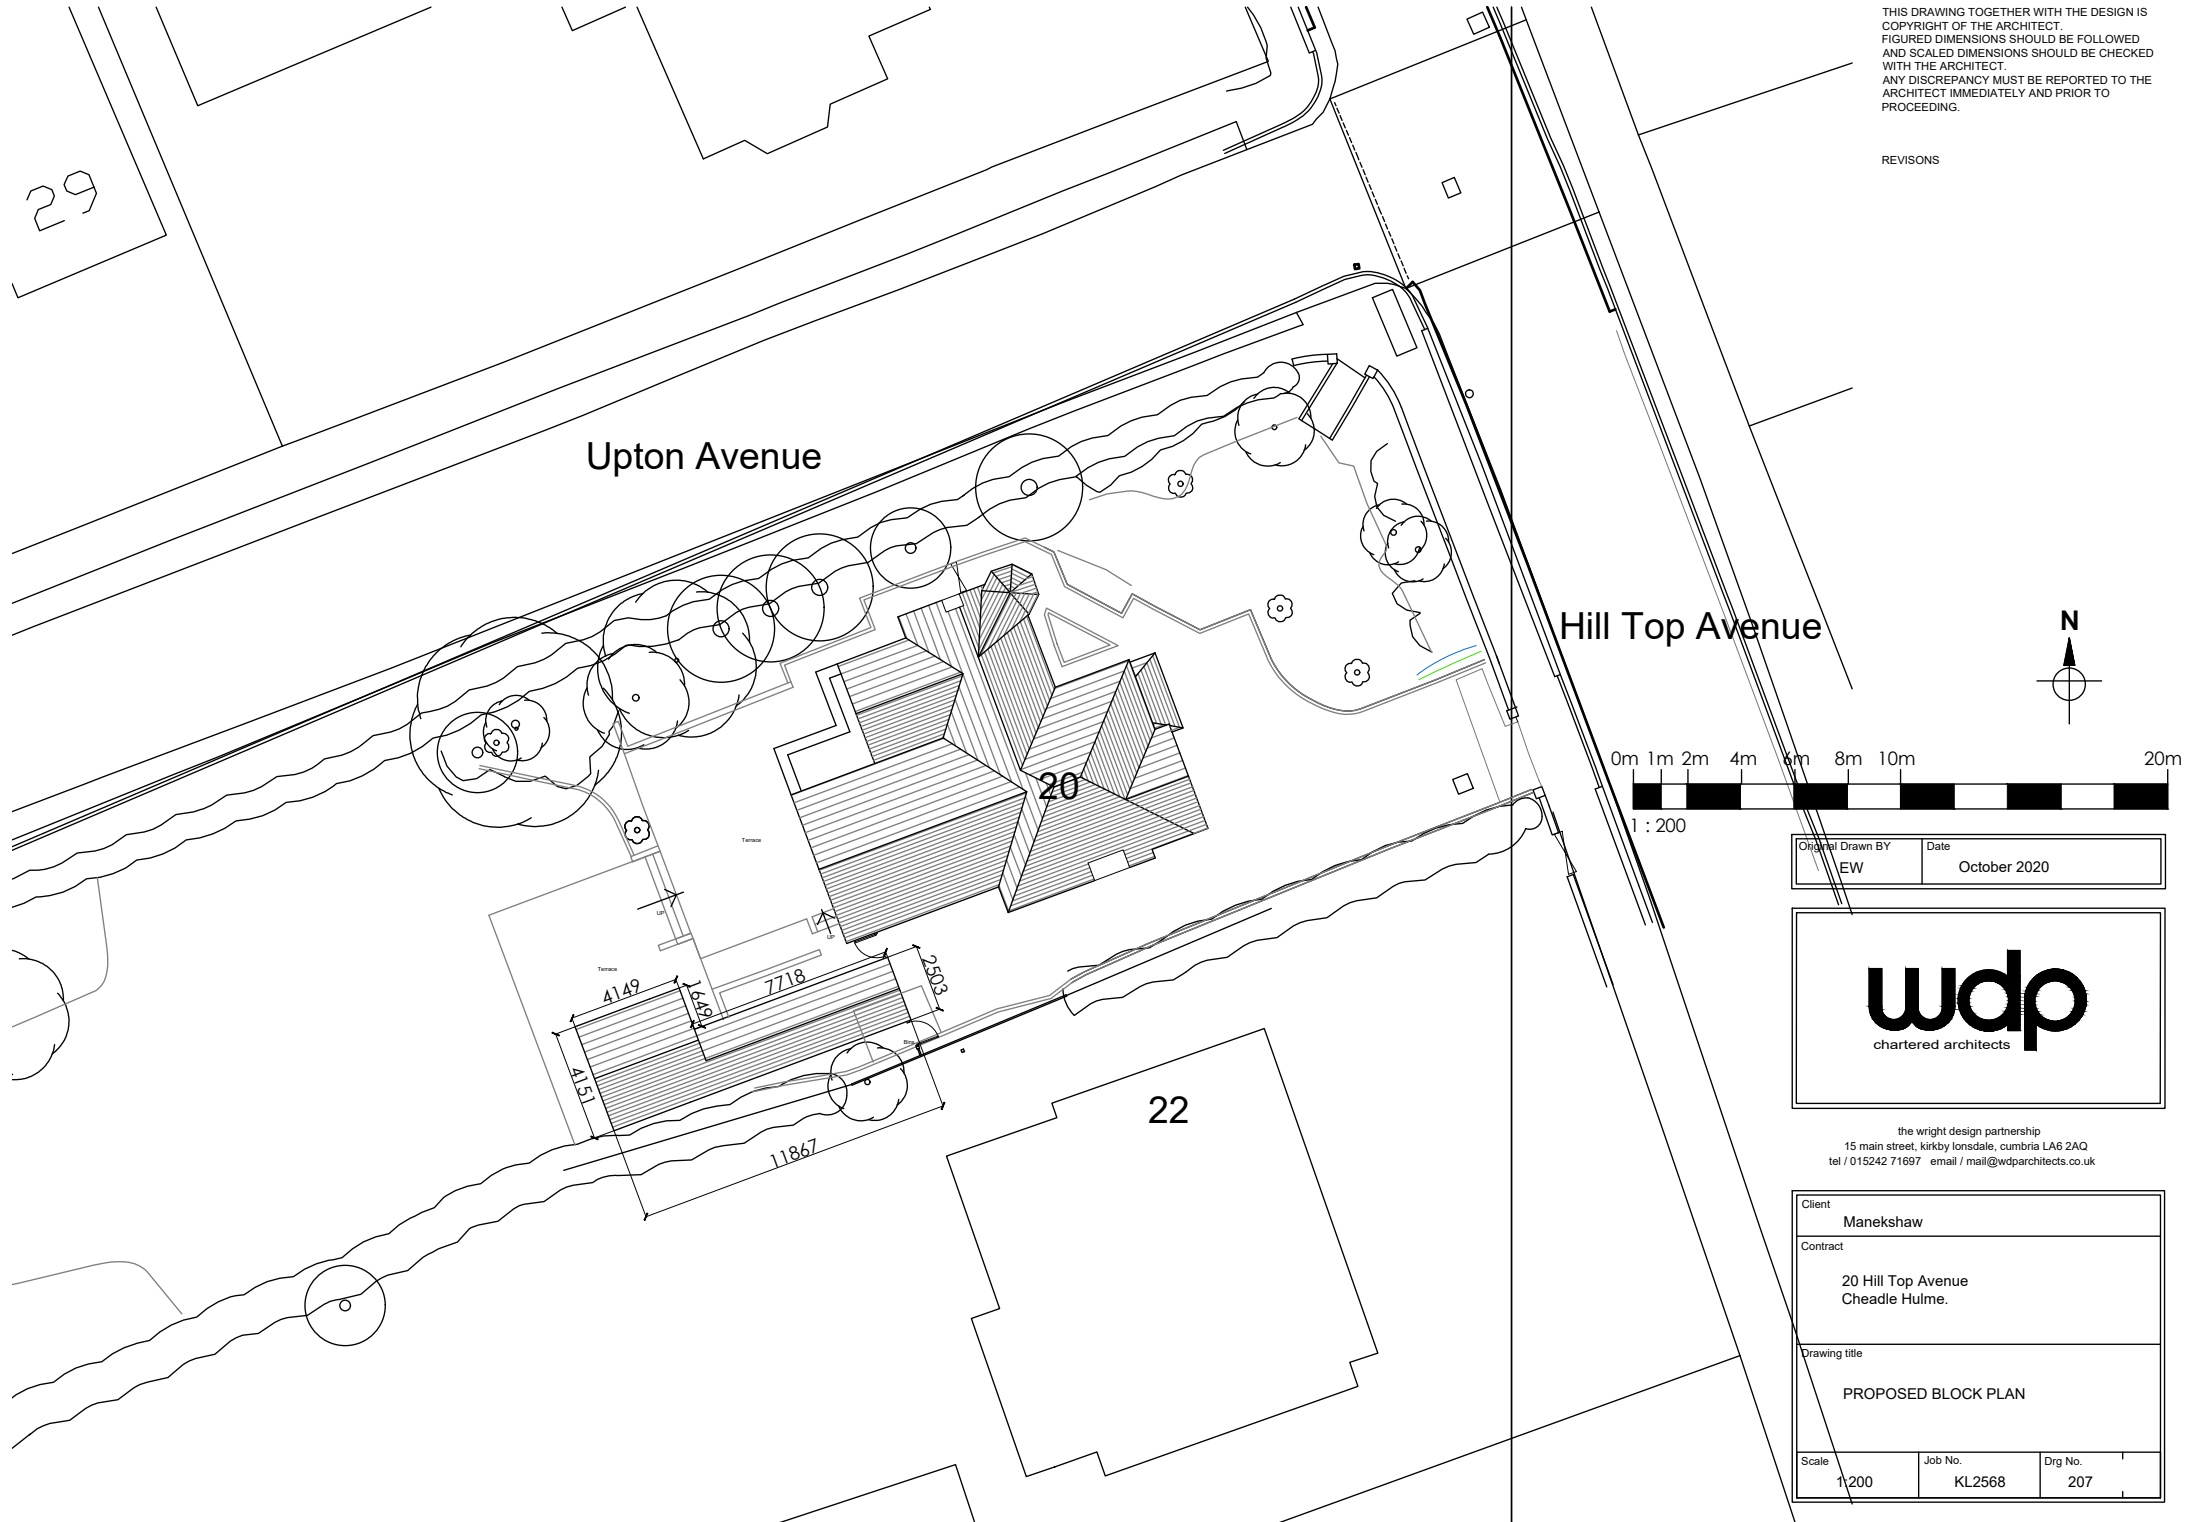 THIS DRAWING TOGETHER WITH THE DESIGN IS
COPYRIGHT OF THE ARCHITECT.
FIGURED DIMENSIONS SHOULD BE FOLLOWED
AND SCALED DIMENSIONS SHOULD BE CHECKED
WITH THE ARCHITECT.
ANY DISCREPANCY MUST BE REPORTED TO THE
ARCHITECT IMMEDIATELY AND PRIOR TO
PROCEEDING.
REVISONS
29
Upton Avenue
Hill Top Avenue
N
20
Terrace
UP
UP
Terrace
4149
1649
7718
2503
Bins
4151
11867
22
0m 1m 2m 4m 6m 8m 10m 20m
1 : 200
Original Drawn BY
EW
Date
October 2020
wdp
chartered architects
the wright design partnership
15 main street, kirkby lonsdale, cumbria LA6 2AQ
tel / 015242 71697 email / mail@wdparchitects.co.uk
Client
Manekshaw
Contract
20 Hill Top Avenue
Cheadle Hulme.
Drawing title
PROPOSED BLOCK PLAN
Scale
1:200
Job No.
KL2568
Drg No.
207